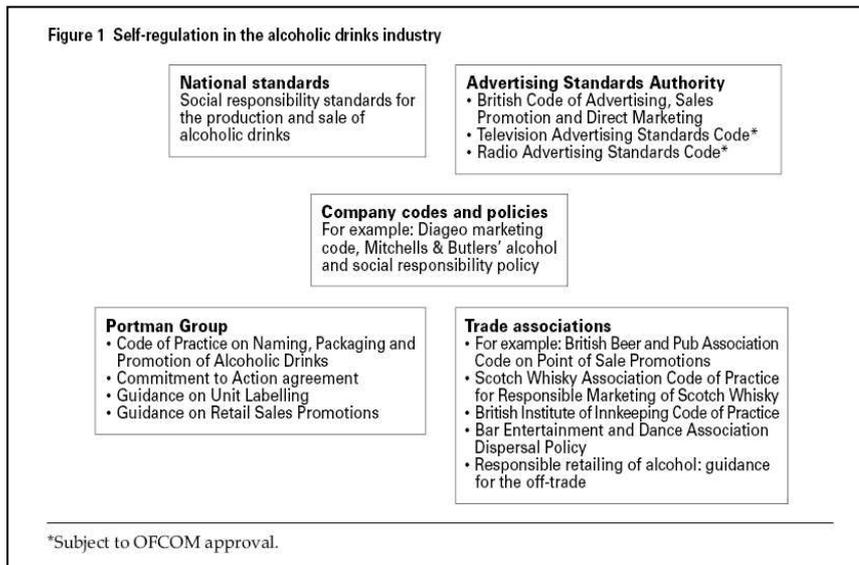 Figure 1 Self-regulation in the alcoholic drinks industry
National standards
Social responsibility standards for
the production and sale of
alcoholic drinks
Advertising Standards Authority
• British Code of Advertising, Sales
Promotion and Direct Marketing
• Television Advertising Standards Code*
• Radio Advertising Standards Code*
Company codes and policies
For example: Diageo marketing
code, Mitchells & Butlers' alcohol
and social responsibility policy
Portman Group
• Code of Practice on Naming, Packaging and
Promotion of Alcoholic Drinks
• Commitment to Action agreement
• Guidance on Unit Labelling
• Guidance on Retail Sales Promotions
Trade associations
• For example: British Beer and Pub Association
Code on Point of Sale Promotions
• Scotch Whisky Association Code of Practice
for Responsible Marketing of Scotch Whisky
• British Institute of Innkeeping Code of Practice
• Bar Entertainment and Dance Association
Dispersal Policy
• Responsible retailing of alcohol: guidance
for the off-trade
*Subject to OFCOM approval.